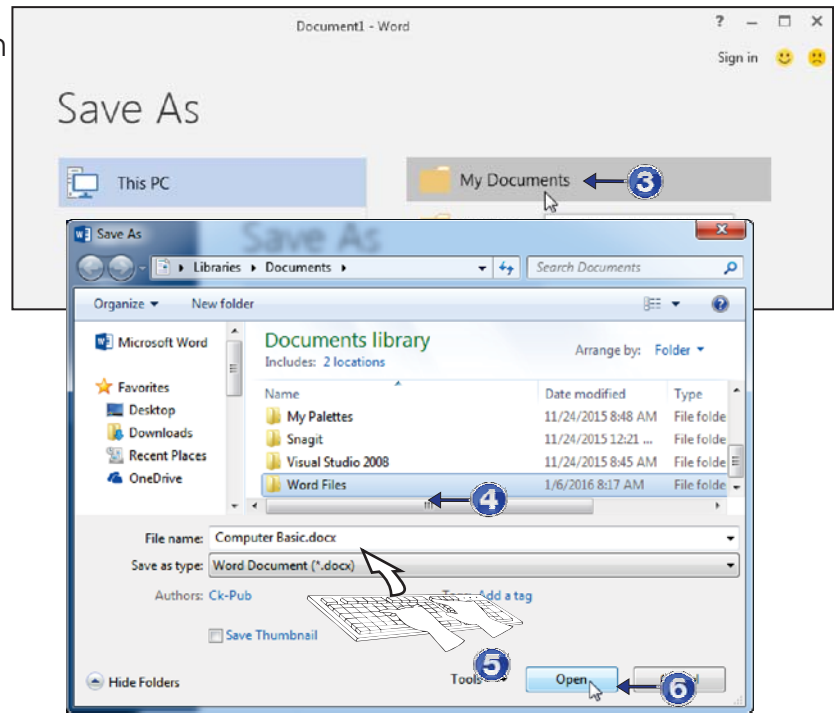 Document1 - Word ? – □ ×
Sign in
Save As
This PC
My Documents 3
Save As
Save As
Libraries Documents
Search Documents
Organize New folder
Microsoft Word
Favorites
Desktop
Downloads
Recent Places
OneDrive
Documents library
Includes: 2 locations
Arrange by: Folder
Name Date modified Type
My Palettes 11/24/2015 8:48 AM File folde
Snagit 11/24/2015 12:21 ... File folde
Visual Studio 2008 11/24/2015 8:45 AM File folde
Word Files 1/6/2016 8:17 AM File folde
4
File name: Computer Basic.docx
Save as type: Word Document (*.docx)
Authors: Ck-Pub Add a tag
Save Thumbnail
5
Hide Folders Tools Open 6